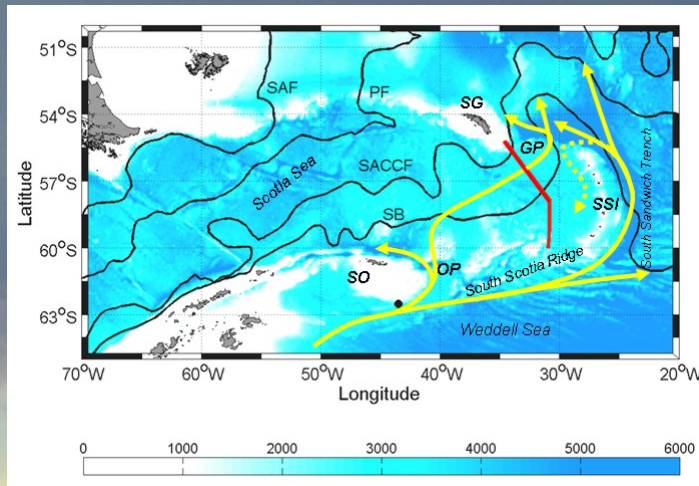 51°S
54°S
57°S
60°S
63°S
Latitude
SAF
PF
SG
GP
SACCF
Scotia Sea
SB
SSI
South Sandwich Trench
SO
OP
South Scotia Ridge
Weddell Sea
70°W 60°W 50°W 40°W 30°W 20°W
Longitude
0 1000 2000 3000 4000 5000 6000